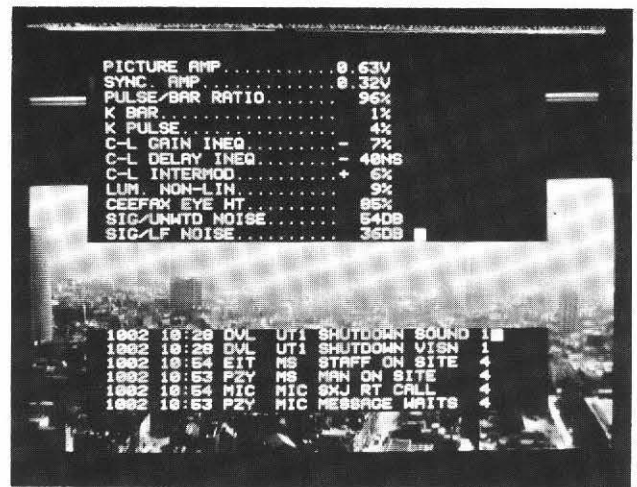 PICTURE AMP...........0.63V
SYNC. AMP.............0.32V
PULSE/BAR RATIO....... 96%
K BAR................. 1%
K PULSE............... 4%
C-L GAIN INEQ........- 7%
C-L DELAY INEQ.......- 40NS
C-L INTERMOD.........+ 6%
LUM. NON-LIN.......... 9%
CEEFAX EYE HT......... 85%
SIG/UNWTD NOISE....... 54DB
SIG/LF NOISE.......... 36DB
1002 10:28 DVL UT1 SHUTDOWN SOUND 1
1002 10:28 DVL UT1 SHUTDOWN VISN 1
1002 10:54 EIT MS STAFF ON SITE 4
1002 10:53 PZY MS MAN ON SITE 4
1002 10:54 MIC MIC SXJ RT CALL 4
1002 10:53 PZY MIC MESSAGE WAITS 4